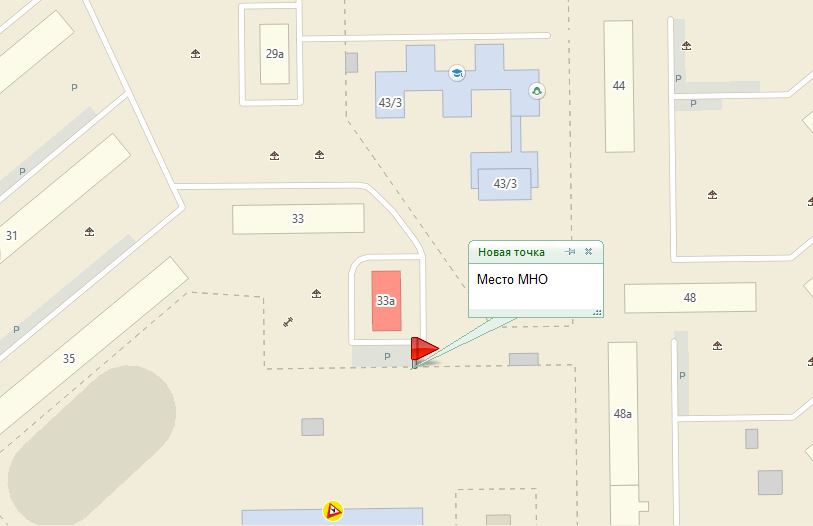 29а
43/3
44
P
P
P
P
43/3
33
31
Новая точка
Место МНО
33а
48
P
P
35
P
48а